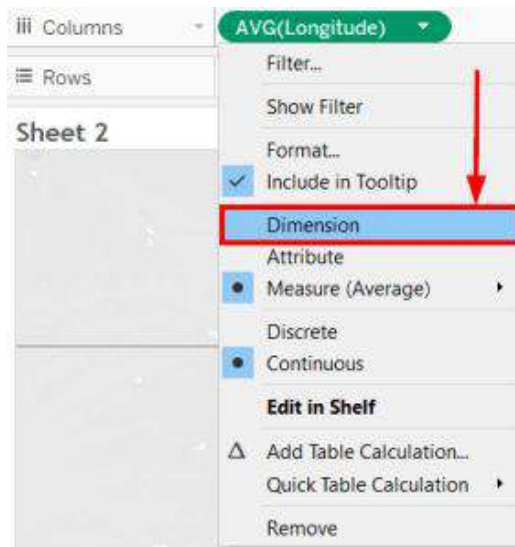 iii Columns
AVG(Longitude)
Rows
Sheet 2
Filter...
Show Filter
Format...
Include in Tooltip
Dimension
Attribute
Measure (Average)
Discrete
Continuous
Edit in Shelf
Add Table Calculation...
Quick Table Calculation
Remove